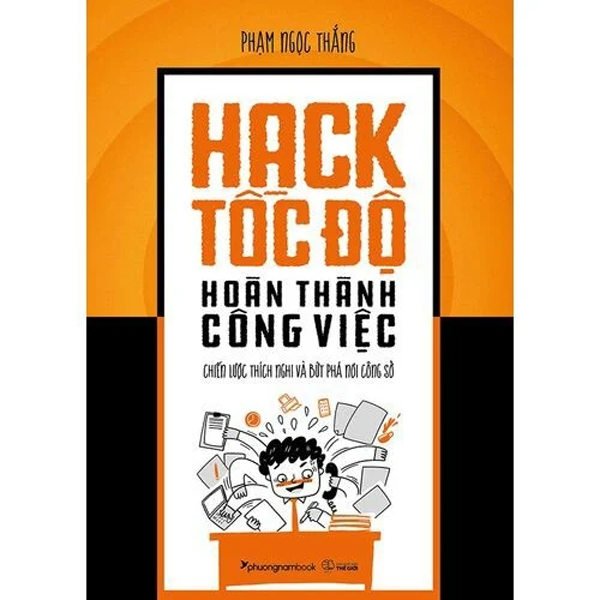 PHẠM NGỌC THẮNG
HACK
TỐC ĐỘ
HOÀN THÀNH
CÔNG VIỆC
CHIẾN LƯỢC THÍCH NGHI VÀ BỨT PHÁ NƠI CÔNG SỞ
phuongnambook
THẾ GIỚI